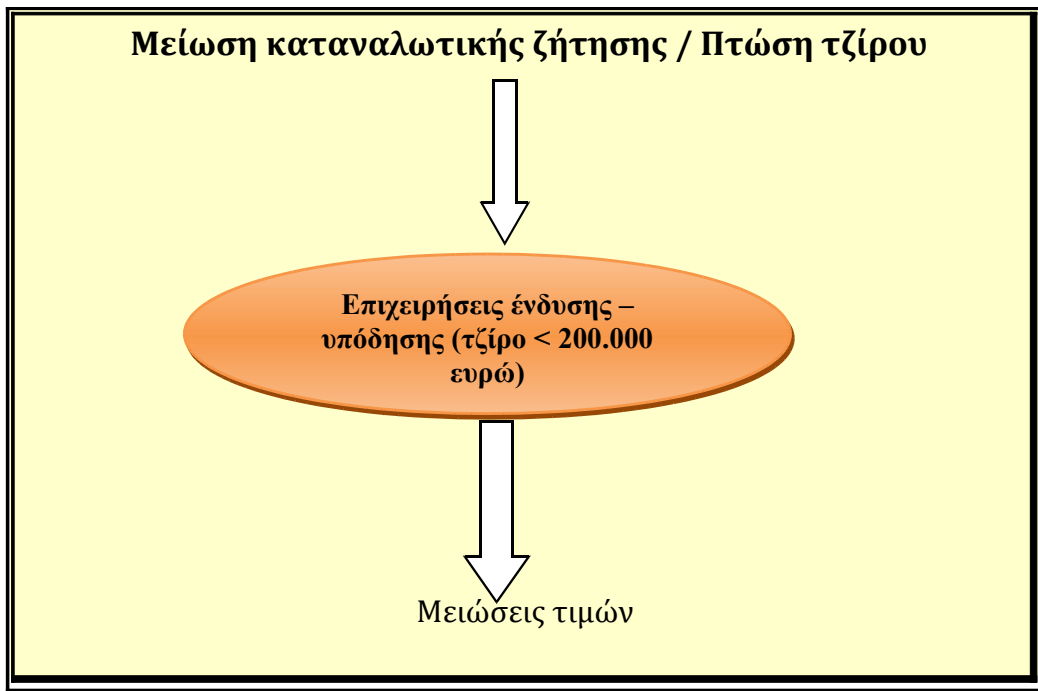 Μείωση καταναλωτικής ζήτησης / Πτώση τζίρου
Επιχειρήσεις ένδυσης –
υπόδησης (τζίρο < 200.000
ευρώ)
Μειώσεις τιμών